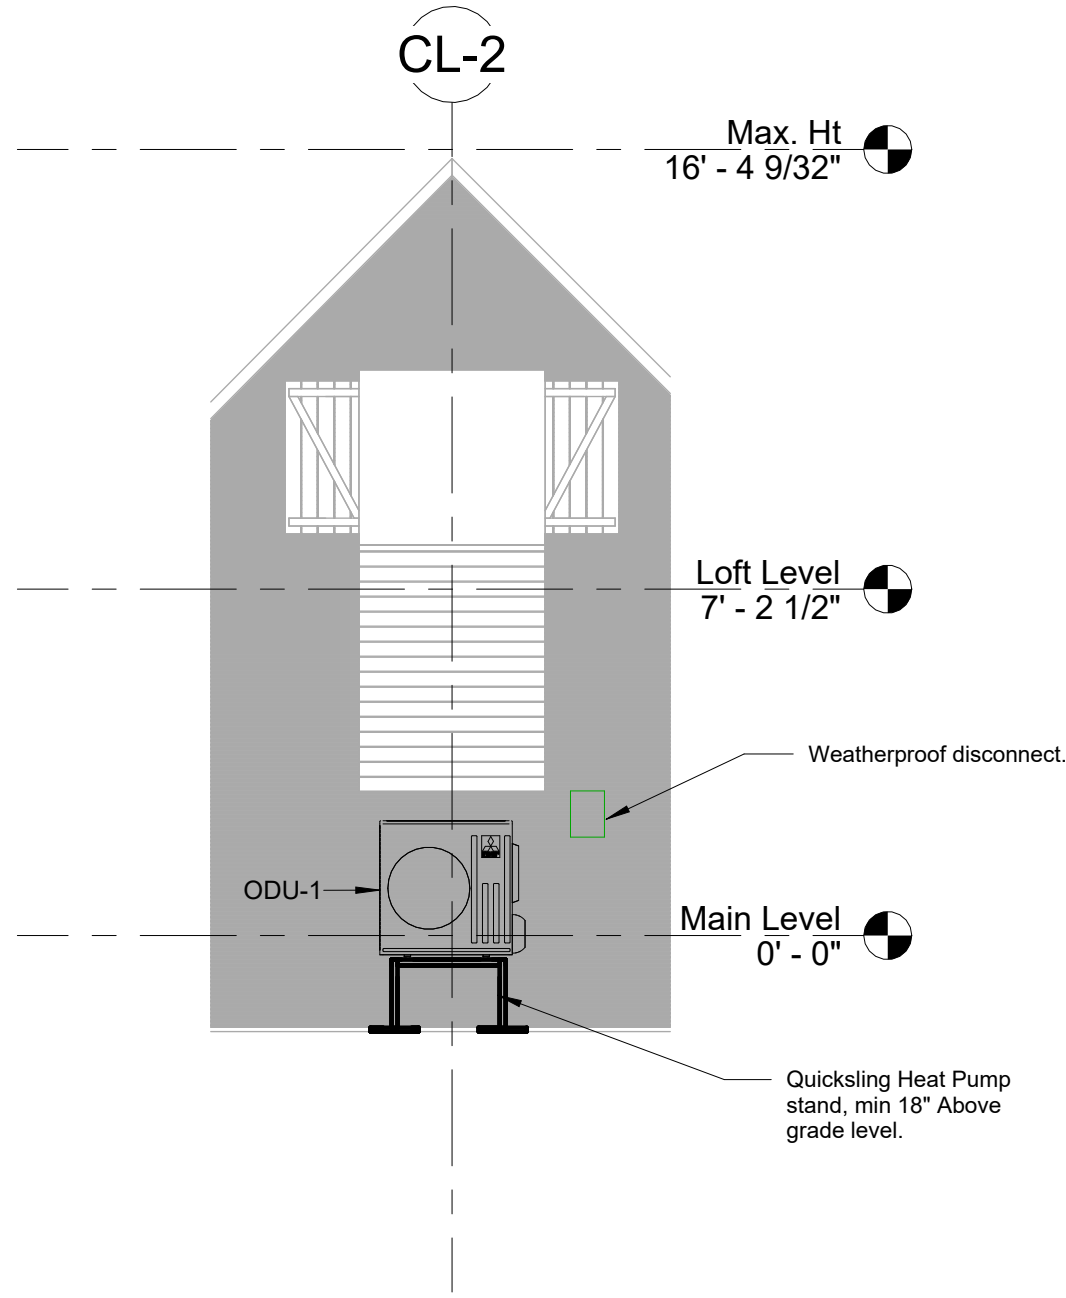 CL-2
Max. Ht
16' - 4 9/32"
Loft Level
7' - 2 1/2"
Weatherproof disconnect.
ODU-1
Main Level
0' - 0"
Quicksling Heat Pump
stand, min 18" Above
grade level.